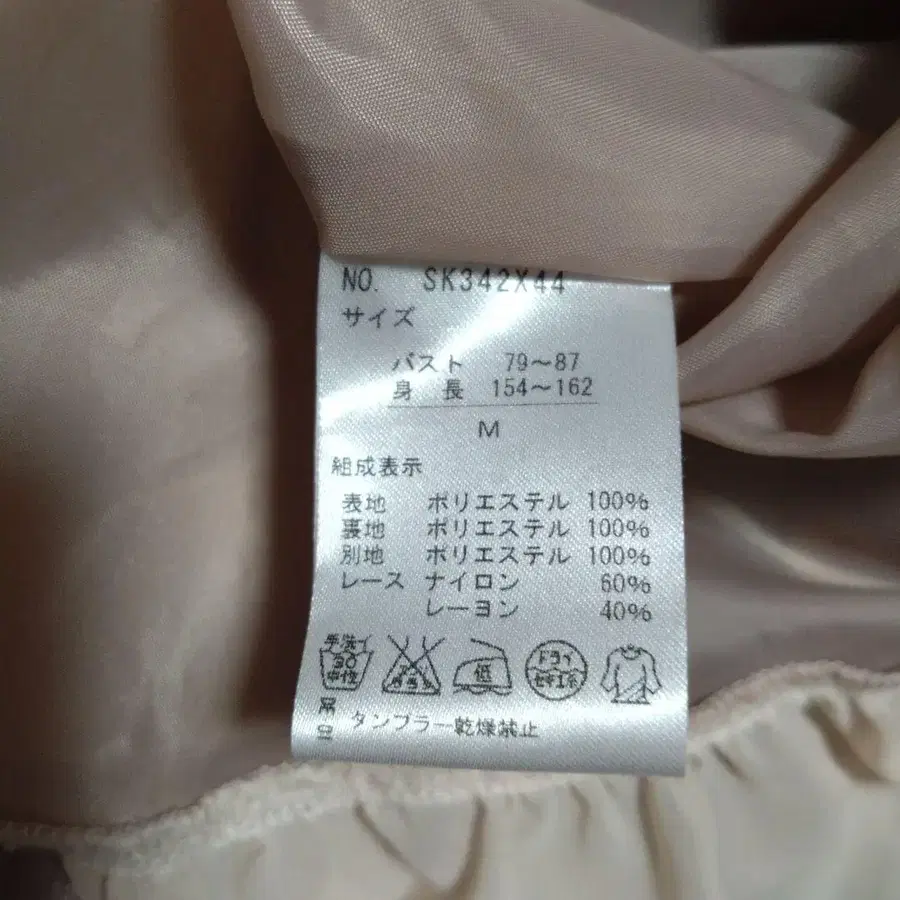 NO. SK342X44
サイズ
バスト 79～87
身長 154～162
M
組成表示
表地 ポリエステル 100%
裏地 ポリエステル 100%
別地 ポリエステル 100%
レース ナイロン 60%
レーヨン 40%
手洗イ 30 中性
低
ドライ セキユ系
タンブラー乾燥禁止